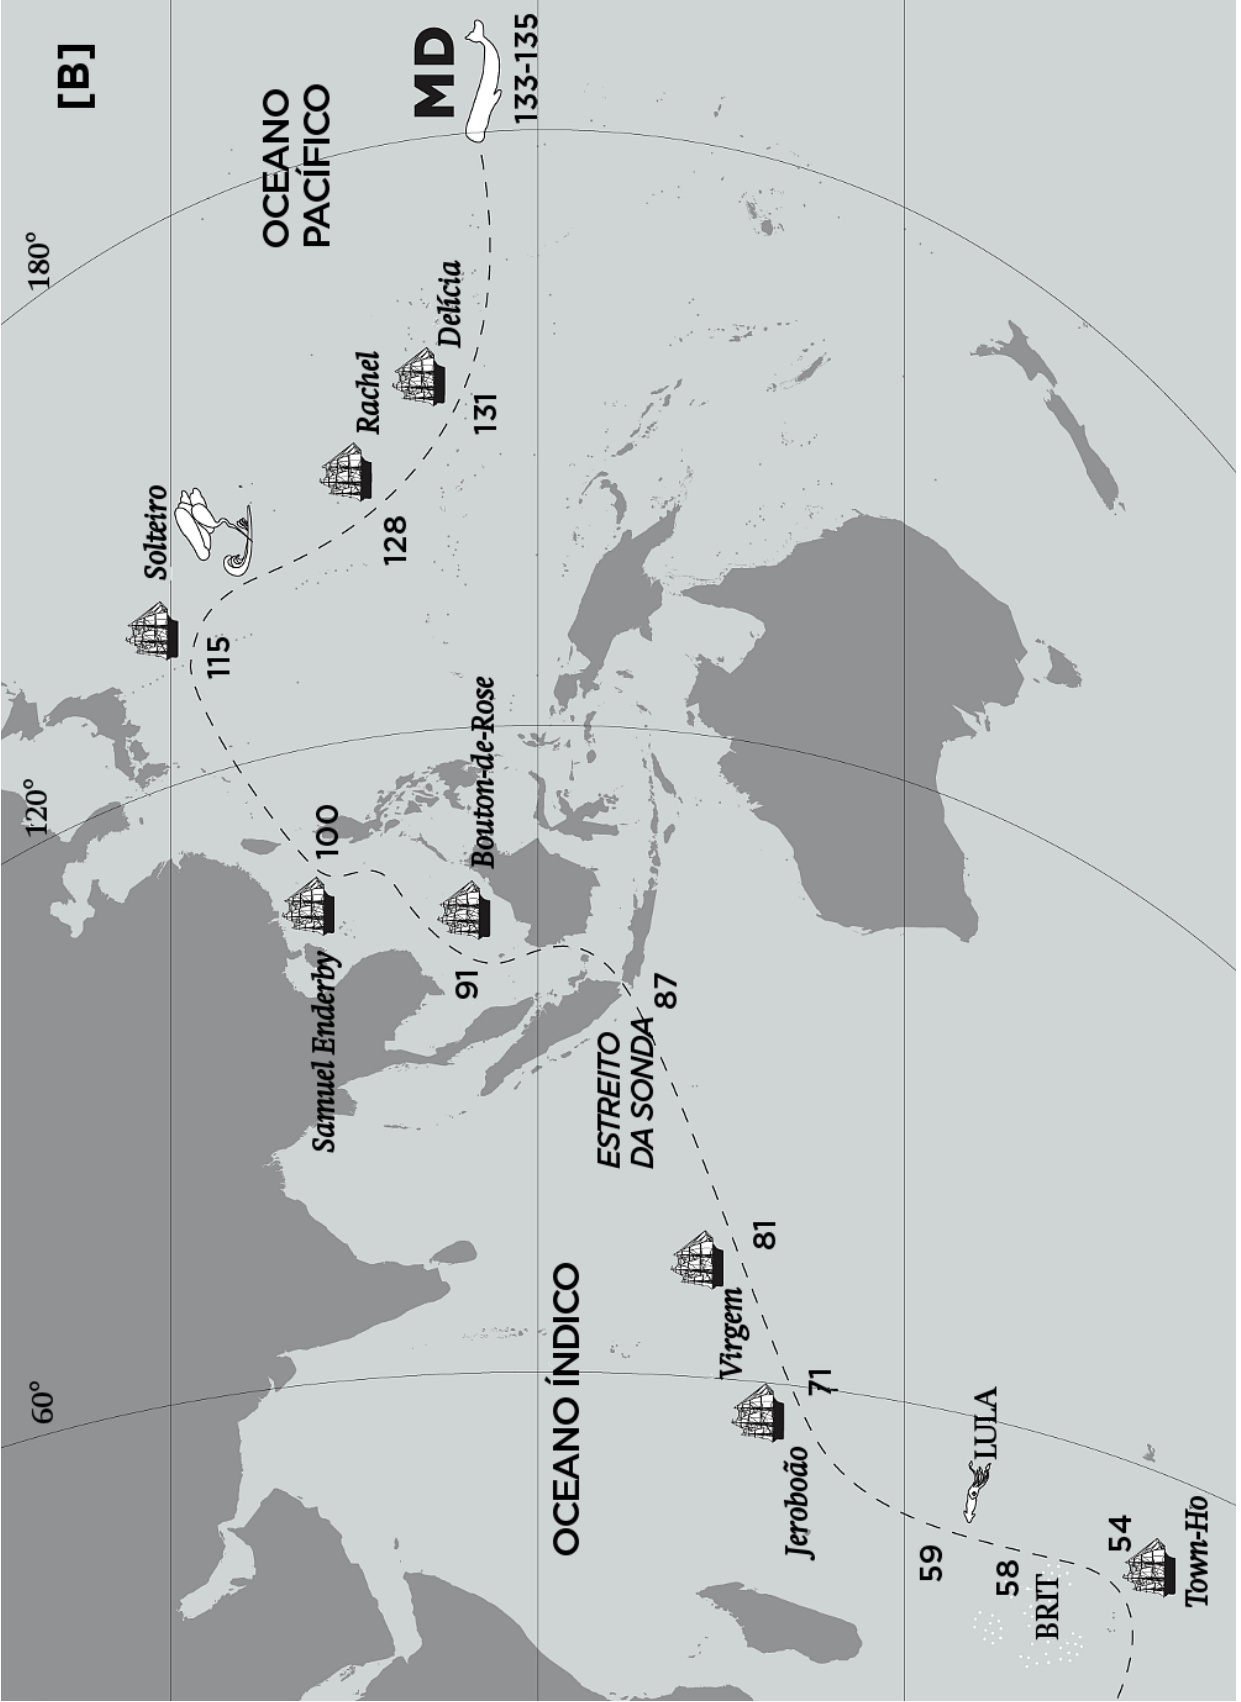 [B]
180°
120°
60°
OCEANO
PACÍFICO
MD
133-135
Delícia
131
Rachel
128
Solteiro
115
100
Samuel Enderby
Bouton-de-Rose
91
87
ESTREITO
DA SONDA
OCEANO ÍNDICO
81
Virgem
71
Jeroboão
LULA
59
58
BRIT
54
Town-Ho